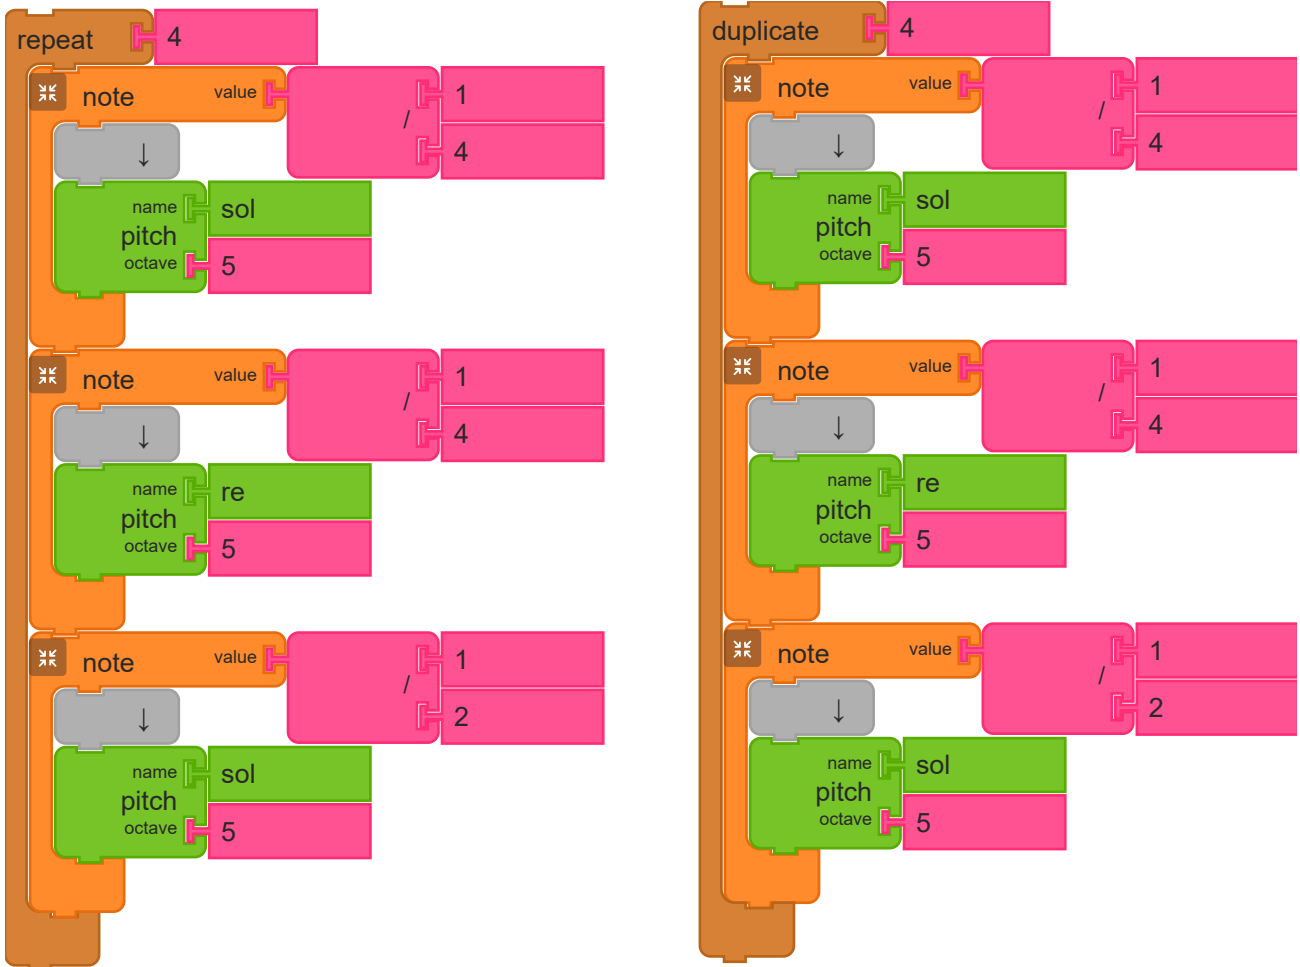 repeat 4
note value 1
/
4
↓
name sol
pitch
octave 5
note value 1
/
4
↓
name re
pitch
octave 5
note value 1
/
2
↓
name sol
pitch
octave 5
duplicate 4
note value 1
/
4
↓
name sol
pitch
octave 5
note value 1
/
4
↓
name re
pitch
octave 5
note value 1
/
2
↓
name sol
pitch
octave 5